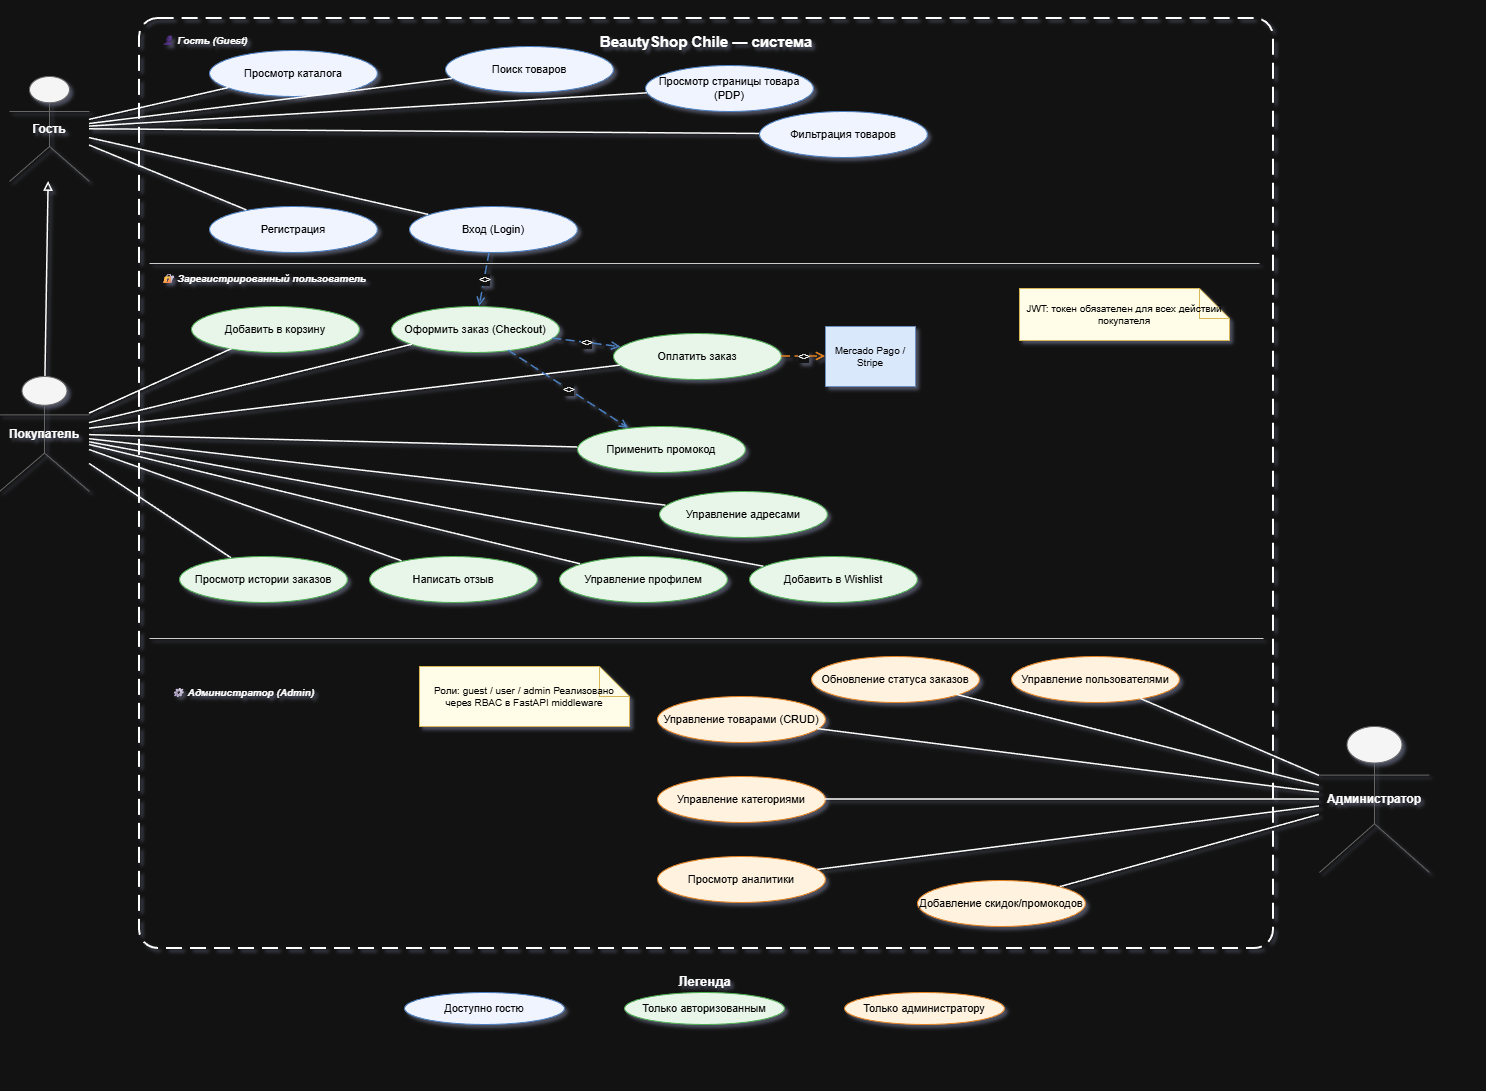 Гость (Guest)
BeautyShop Chile — система
Просмотр каталога
Поиск товаров
Просмотр страницы товара
(PDP)
Фильтрация товаров
Гость
Регистрация
Вход (Login)
<>
Зарегистрированный пользователь
JWT: токен обязателен для всех действий
покупателя
Добавить в корзину
Оформить заказ (Checkout)
<>
Оплатить заказ
<>
Mercado Pago /
Stripe
<>
Покупатель
Применить промокод
Управление адресами
Просмотр истории заказов
Написать отзыв
Управление профилем
Добавить в Wishlist
Администратор (Admin)
Роли: guest / user / admin Реализовано
через RBAC в FastAPI middleware
Обновление статуса заказов
Управление пользователями
Управление товарами (CRUD)
Управление категориями
Администратор
Просмотр аналитики
Добавление скидок/промокодов
Легенда
Доступно гостю
Только авторизованным
Только администратору